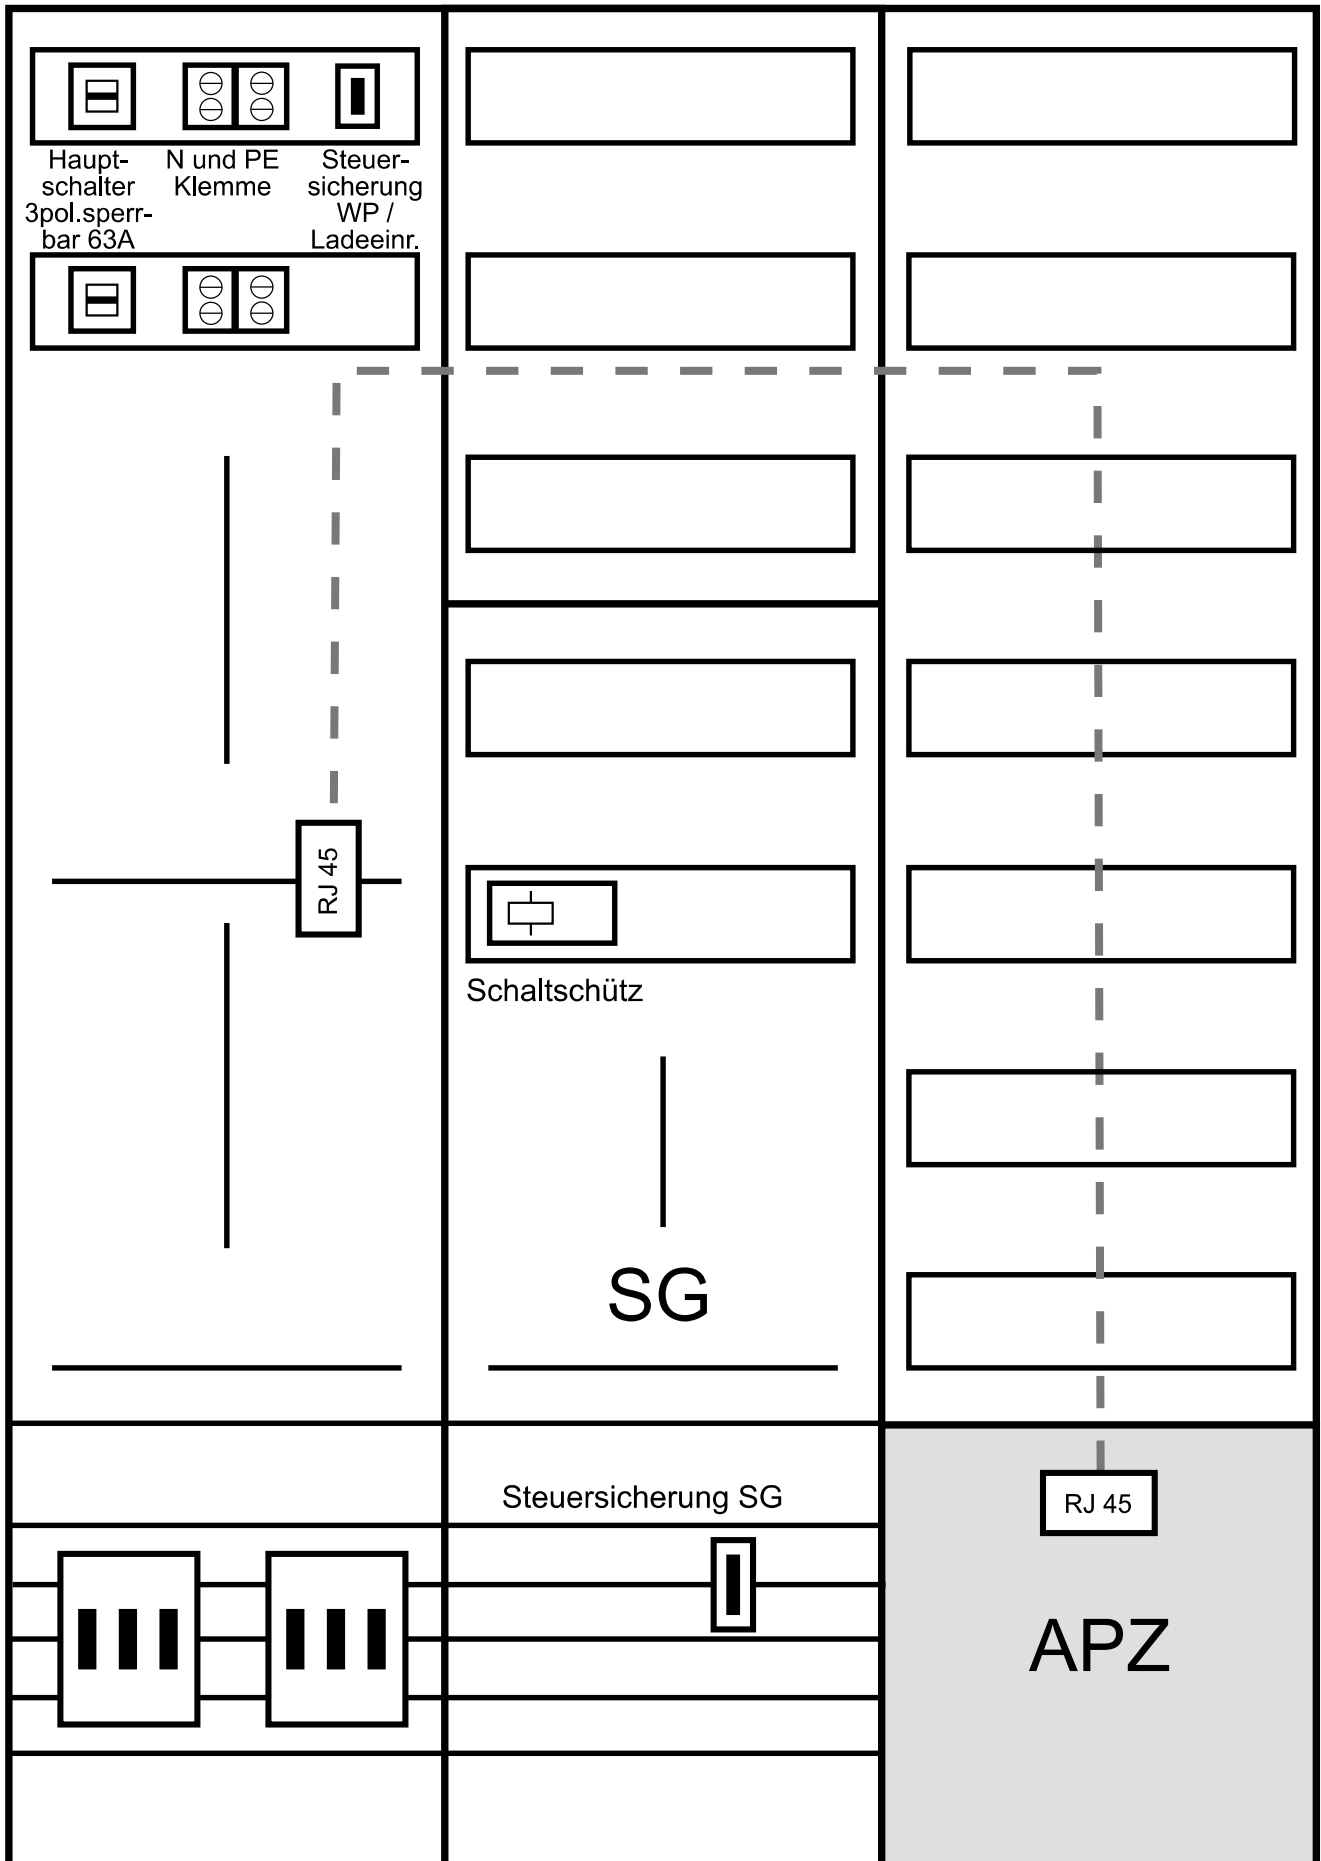 Haupt-
schalter
3pol.sperr-
bar 63A
N und PE
Klemme
Steuer-
sicherung
WP /
Ladeeinr.
RJ 45
Schaltschütz
SG
Steuersicherung SG
RJ 45
APZ